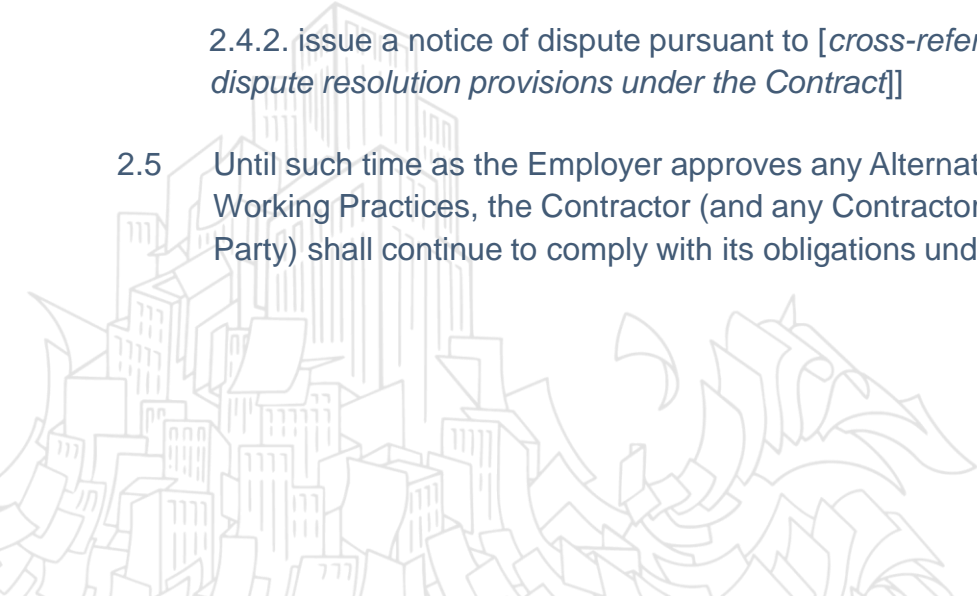 2.4.2. issue a notice of dispute pursuant to [cross-refer
dispute resolution provisions under the Contract]]
2.5 Until such time as the Employer approves any Alternat
Working Practices, the Contractor (and any Contractor
Party) shall continue to comply with its obligations und